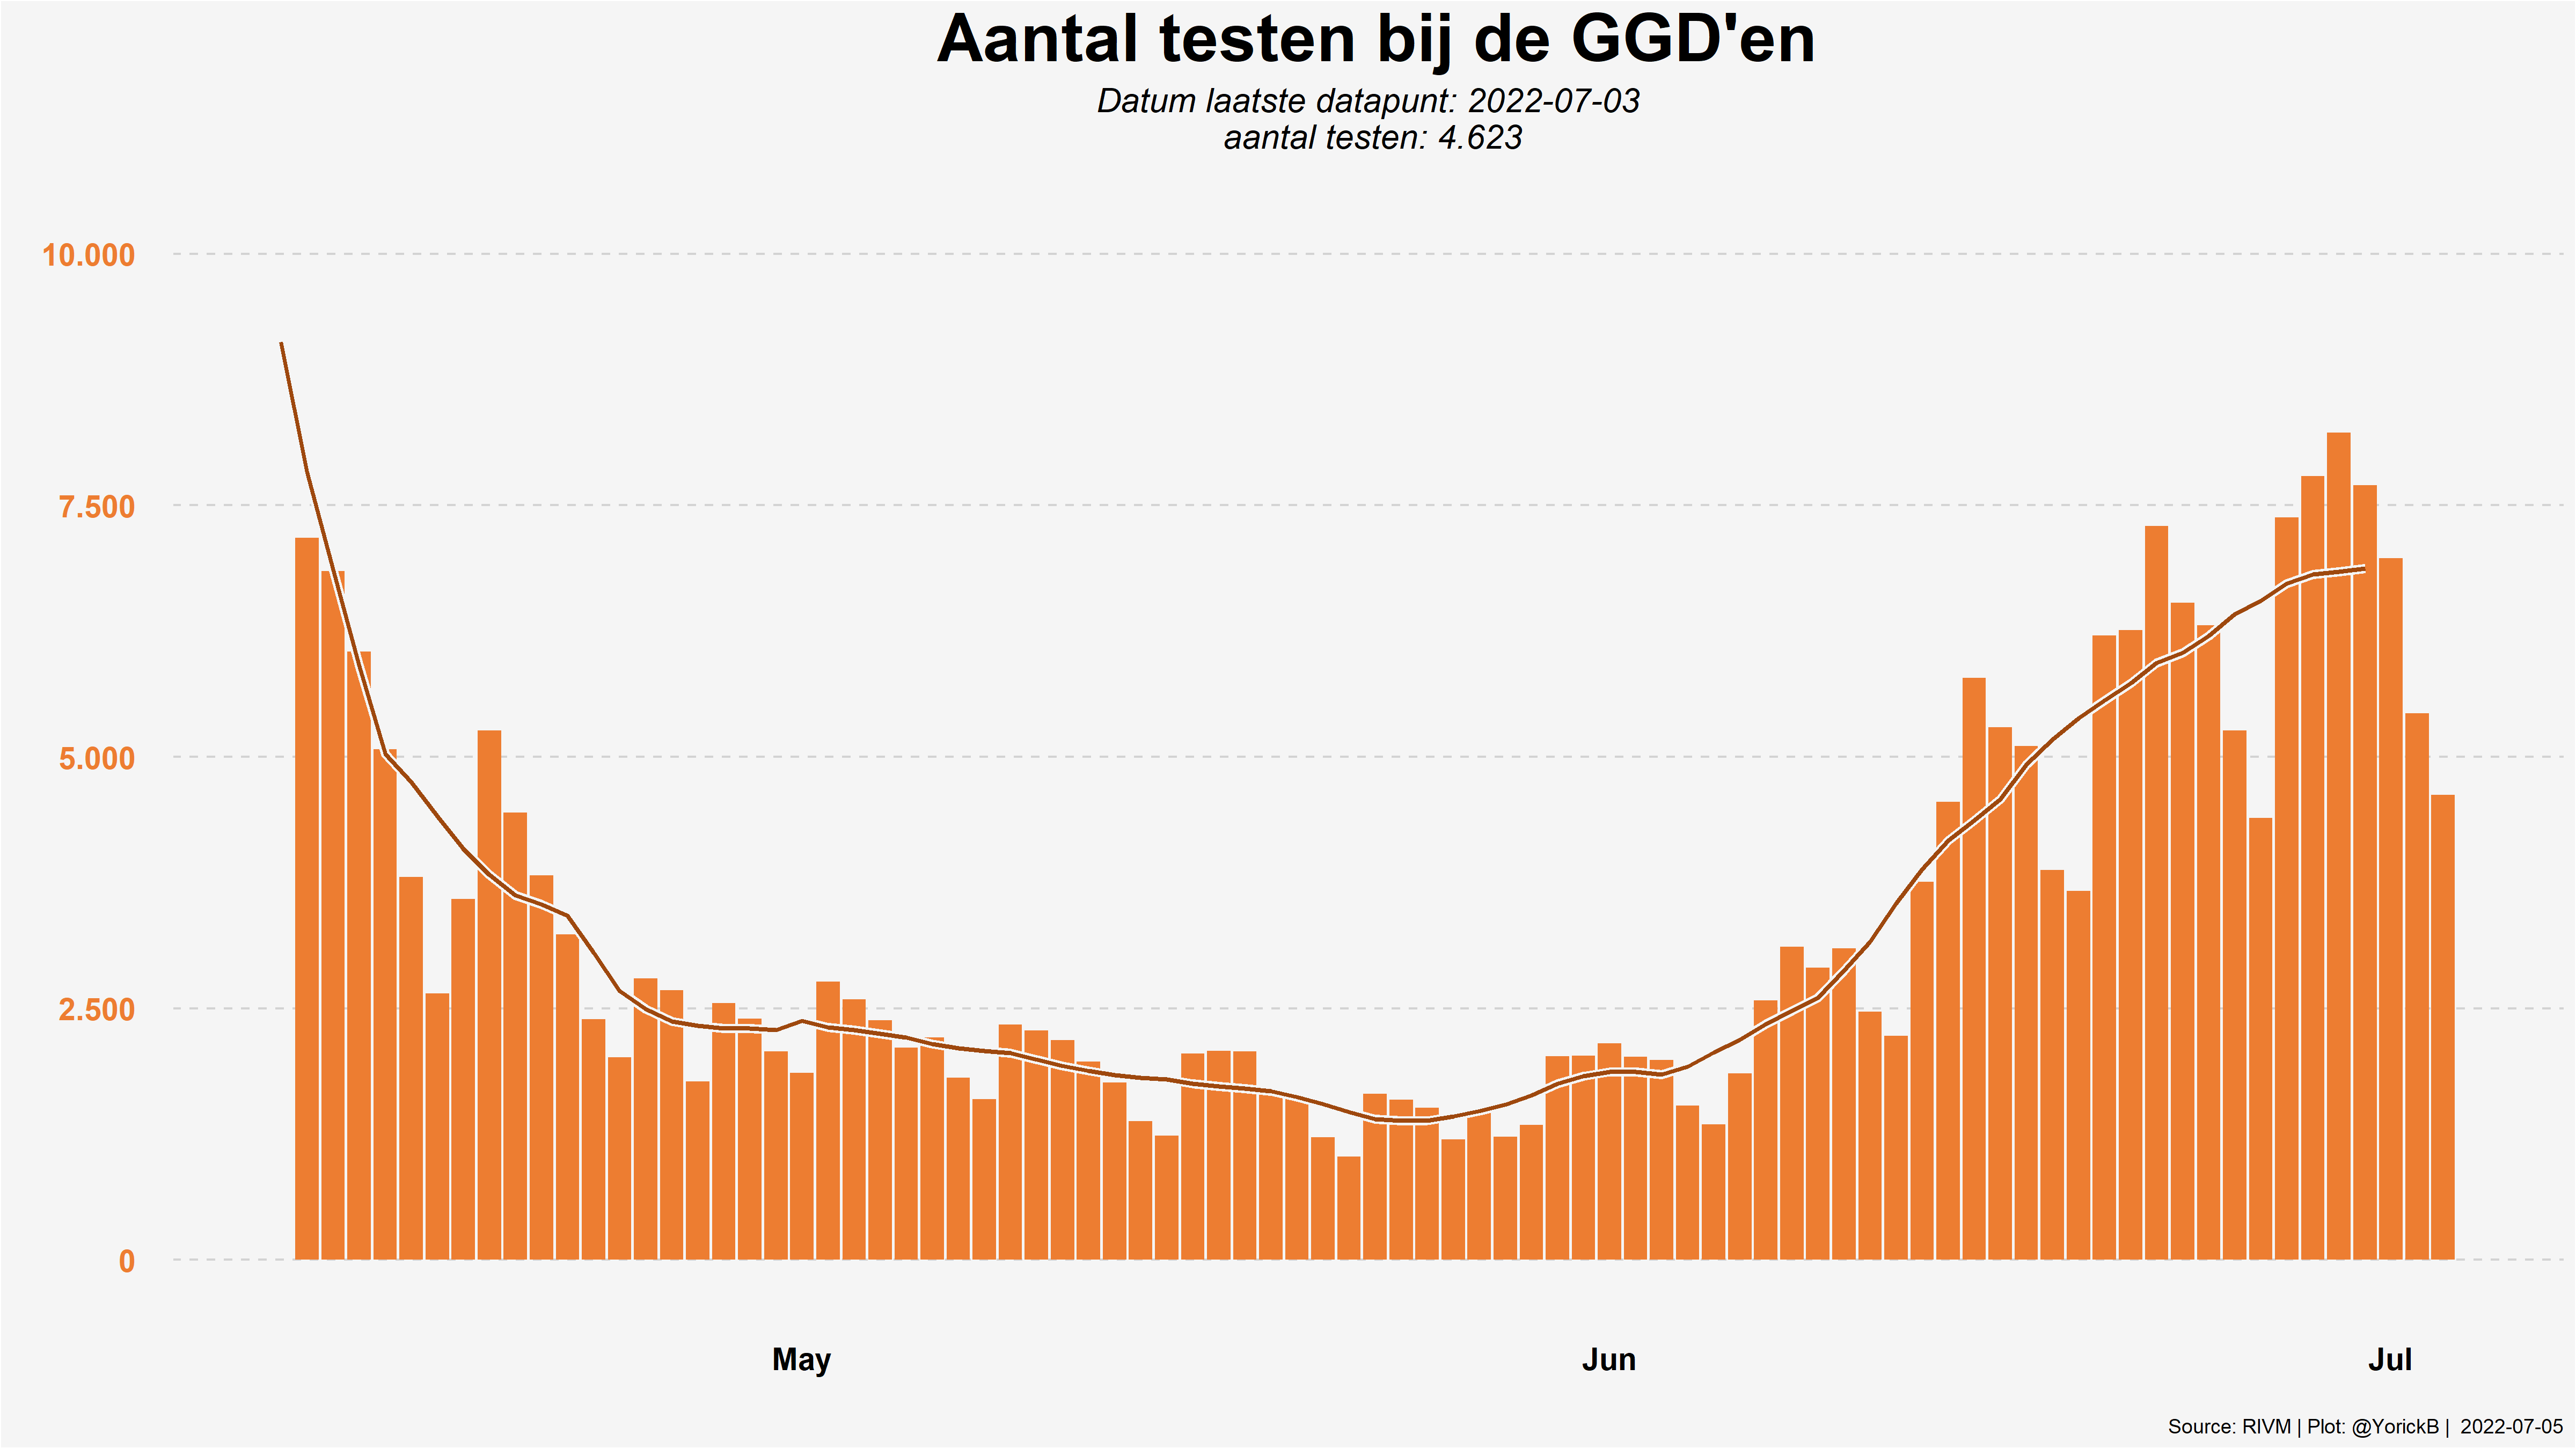 Aantal testen bij de GGD'en
Datum laatste datapunt: 2022-07-03
aantal testen: 4.623
10.000
7.500
5.000
2.500
0
May Jun Jul
Source: RIVM | Plot: @YorickB | 2022-07-05